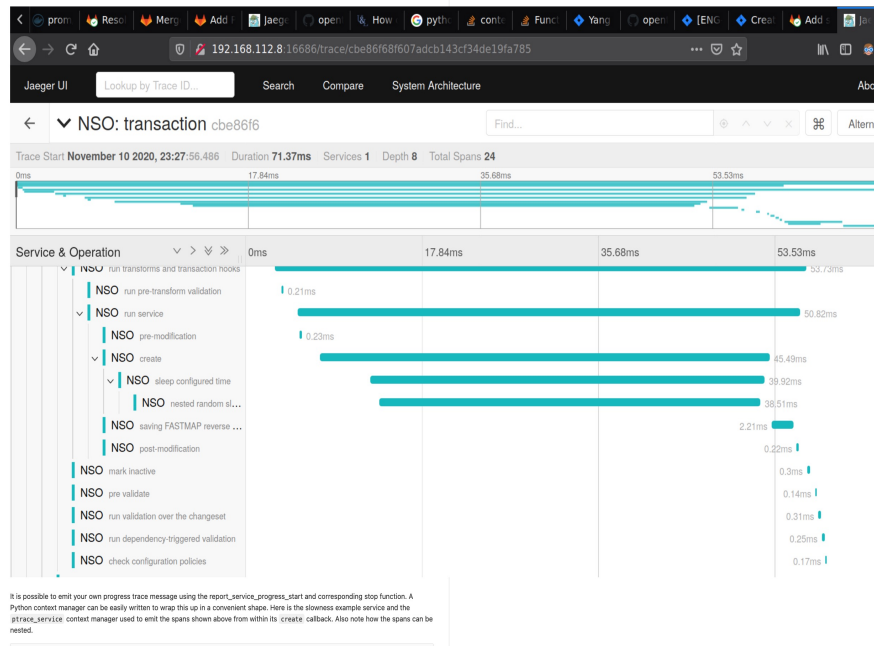 prom Resol Merg Add F Jaege open How pytho conte Funct Yang open [ENG Creat Add s Jae
192.168.112.8:16686/trace/cbe86f68f607adcb143cf34de19fa785
Jaeger UI Lookup by Trace ID... Search Compare System Architecture Abo
NSO: transaction cbe86f6 Find... Altern
Trace Start November 10 2020, 23:27:56.486 Duration 71.37ms Services 1 Depth 8 Total Spans 24
0ms 17.84ms 35.68ms 53.53ms
Service & Operation 0ms 17.84ms 35.68ms 53.53ms
NSO run transforms and transaction hooks 53.73ms
NSO run pre-transform validation 0.21ms
NSO run service 50.82ms
NSO pre-modification 0.23ms
NSO create 45.49ms
NSO sleep configured time 39.92ms
NSO nested random sl... 38.51ms
NSO saving FASTMAP reverse ... 2.21ms
NSO post-modification 0.22ms
NSO mark inactive 0.3ms
NSO pre validate 0.14ms
NSO run validation over the changeset 0.31ms
NSO run dependency-triggered validation 0.25ms
NSO check configuration policies 0.17ms
It is possible to emit your own progress trace message using the report_service_progress_start and corresponding stop function. A
Python context manager can be easily written to wrap this up in a convenient shape. Here is the slowness example service and the
ptrace_service context manager used to emit the spans shown above from within its create callback. Also note how the spans can be
nested.